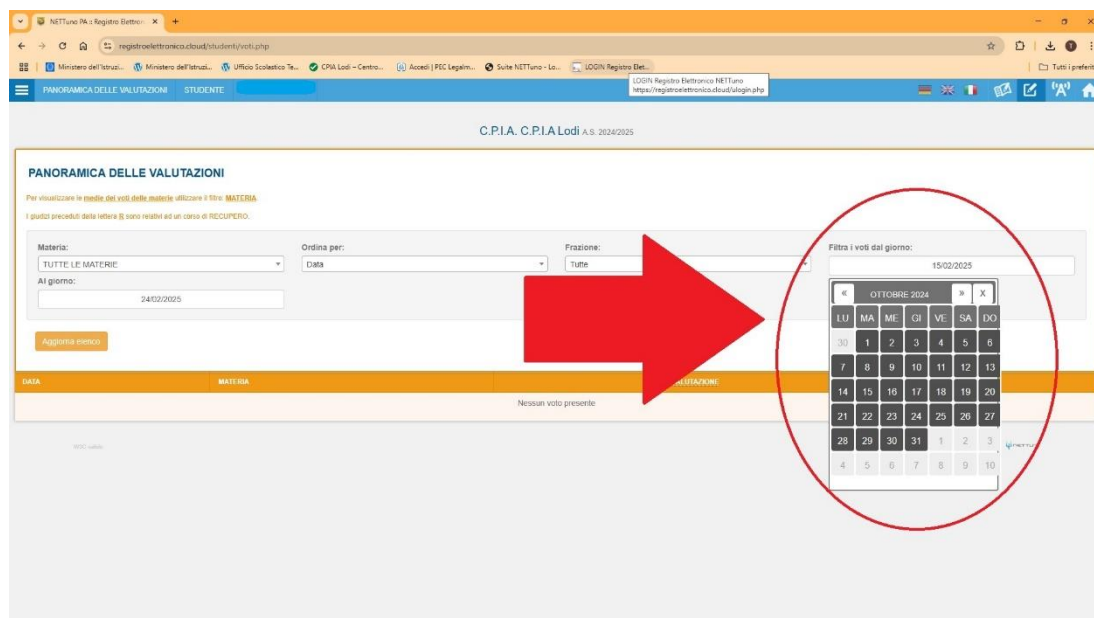 NETTuno PA :: Registro Elettron
registroelettronico.cloud/studenti/voti.php
Ministero dell'Istruzi... Ministero dell'Istruzi... Ufficio Scolastico Te... CPIA Lodi – Centro... Accedi | PEC Legalm... Suite NETTuno - Lo... LOGIN Registro Elet... Tutti i preferit
LOGIN Registro Elettronico NETTuno
https://registroelettronico.cloud/ulogin.php
PANORAMICA DELLE VALUTAZIONI STUDENTE
C.P.I.A. C.P.I.A Lodi A.S. 2024/2025
PANORAMICA DELLE VALUTAZIONI
Per visualizzare le medie dei voti delle materie utilizzare il filtro: MATERIA.
I giudizi preceduti dalla lettera R sono relativi ad un corso di RECUPERO.
Materia: Ordina per: Frazione: Filtra i voti dal giorno:
TUTTE LE MATERIE Data Tutte 15/02/2025
Al giorno:
24/02/2025
« OTTOBRE 2024 » X
LU MA ME GI VE SA DO
30 1 2 3 4 5 6
7 8 9 10 11 12 13
14 15 16 17 18 19 20
21 22 23 24 25 26 27
28 29 30 31 1 2 3
4 5 6 7 8 9 10
Aggiorna elenco
DATA MATERIA VALUTAZIONE
Nessun voto presente